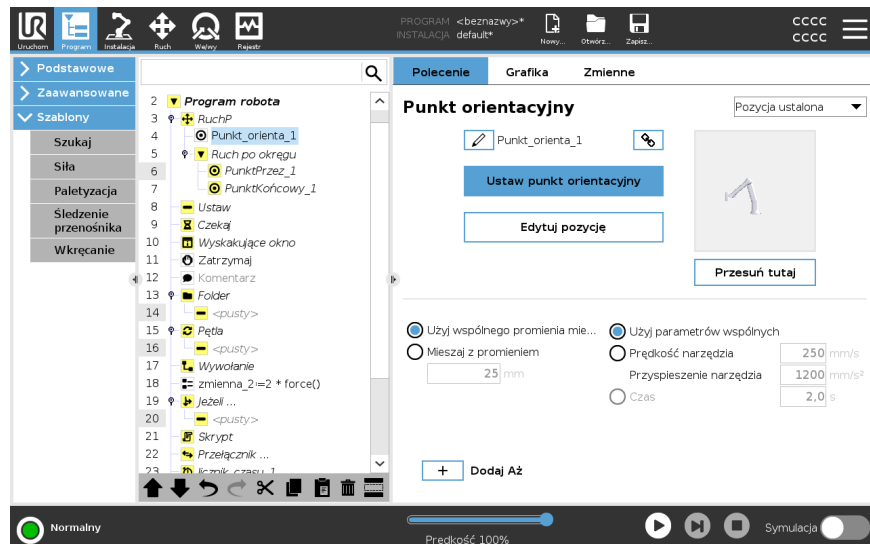 PROGRAM <beznazwy>*
INSTALACJA default*
Uruchom
Program
Instalacja
Ruch
We/wy
Rejestr
Nowy...
Otwórz...
Zapisz...
CCCC
CCCC
Podstawowe
Zaawansowane
Szablony
Szukaj
Siła
Paletyzacja
Śledzenie
przenośnika
Wkręcanie
2 Program robota
3 RuchP
4 Punkt_orienta_1
5 Ruch po okręgu
6 PunktPrzez_1
7 PunktKońcowy_1
8 Ustaw
9 Czekaj
10 Wyskakujące okno
11 Zatrzymaj
12 Komentarz
13 Folder
14 <pusty>
15 Pętla
16 <pusty>
17 Wywołanie
18 zmienna_2≔2 * force()
19 Jeżeli ...
20 <pusty>
21 Skrypt
22 Przełącznik ...
23 licznik_czasu_1
Polecenie Grafika Zmienne
Punkt orientacyjny
Pozycja ustalona
Punkt_orienta_1
Ustaw punkt orientacyjny
Edytuj pozycję
Przesuń tutaj
Użyj wspólnego promienia mie...
Mieszaj z promieniem
25 mm
Użyj parametrów wspólnych
Prędkość narzędzia 250 mm/s
Przyspieszenie narzędzia 1200 mm/s²
Czas 2,0 s
+ Dodaj Aż
Normalny
Prędkość 100%
Symulacja